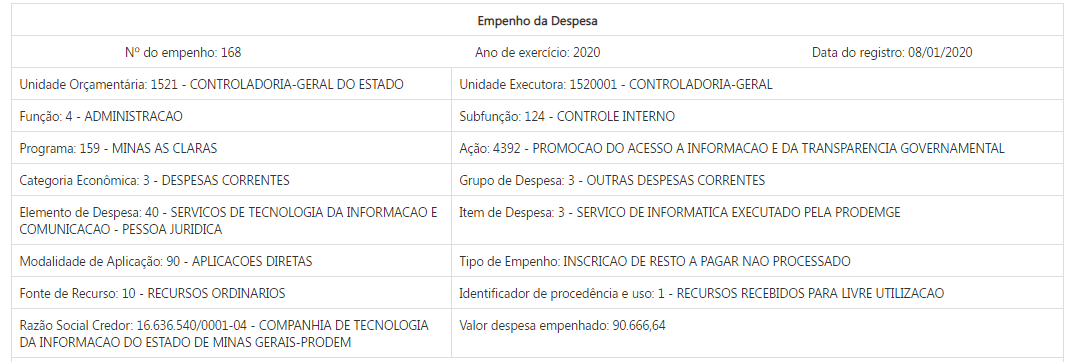 Empenho da Despesa
Nº do empenho: 168
Ano de exercício: 2020
Data do registro: 08/01/2020
Unidade Orçamentária: 1521 - CONTROLADORIA-GERAL DO ESTADO
Unidade Executora: 1520001 - CONTROLADORIA-GERAL
Função: 4 - ADMINISTRACAO
Subfunção: 124 - CONTROLE INTERNO
Programa: 159 - MINAS AS CLARAS
Ação: 4392 - PROMOCAO DO ACESSO A INFORMACAO E DA TRANSPARENCIA GOVERNAMENTAL
Categoria Econômica: 3 - DESPESAS CORRENTES
Grupo de Despesa: 3 - OUTRAS DESPESAS CORRENTES
Elemento de Despesa: 40 - SERVICOS DE TECNOLOGIA DA INFORMACAO E
COMUNICACAO - PESSOA JURIDICA
Item de Despesa: 3 - SERVICO DE INFORMATICA EXECUTADO PELA PRODEMGE
Modalidade de Aplicação: 90 - APLICACOES DIRETAS
Tipo de Empenho: INSCRICAO DE RESTO A PAGAR NAO PROCESSADO
Fonte de Recurso: 10 - RECURSOS ORDINARIOS
Identificador de procedência e uso: 1 - RECURSOS RECEBIDOS PARA LIVRE UTILIZACAO
Razão Social Credor: 16.636.540/0001-04 - COMPANHIA DE TECNOLOGIA
DA INFORMACAO DO ESTADO DE MINAS GERAIS-PRODEM
Valor despesa empenhado: 90.666,64